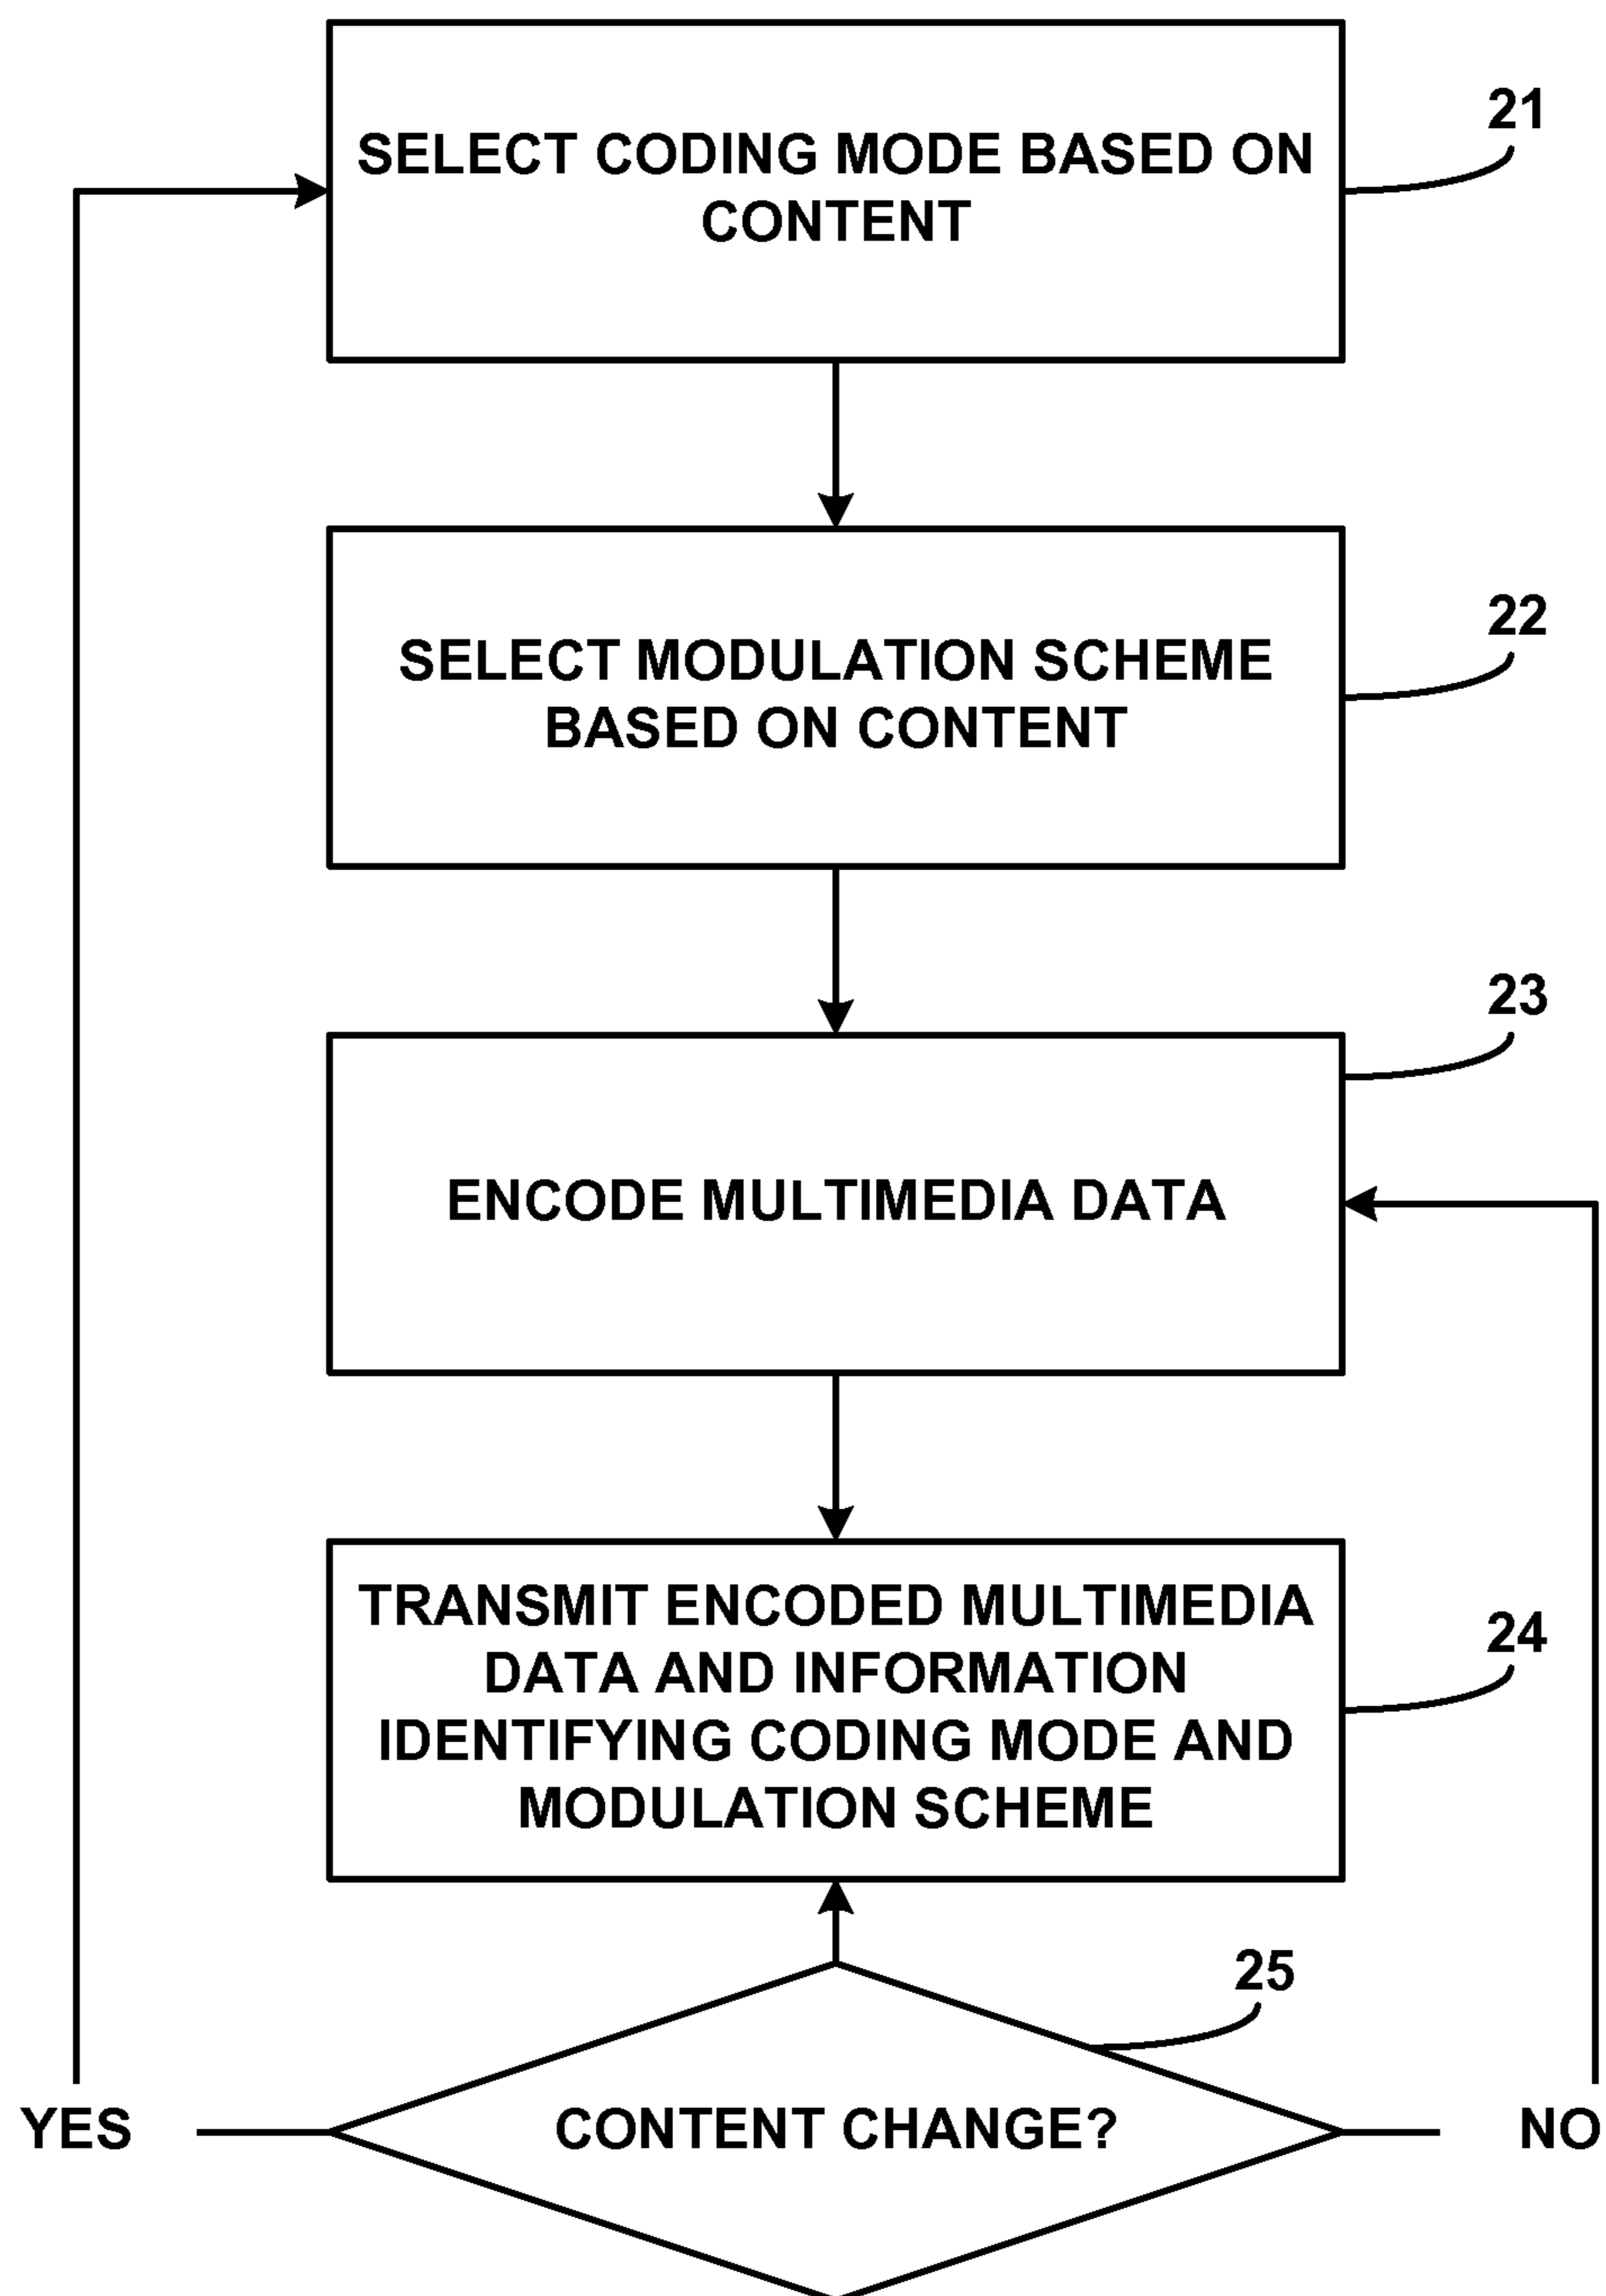 SELECT CODING MODE BASED ON
CONTENT
21
SELECT MODULATION SCHEME
BASED ON CONTENT
22
ENCODE MULTIMEDIA DATA
23
TRANSMIT ENCODED MULTIMEDIA
DATA AND INFORMATION
IDENTIFYING CODING MODE AND
MODULATION SCHEME
24
25
YES
CONTENT CHANGE?
NO